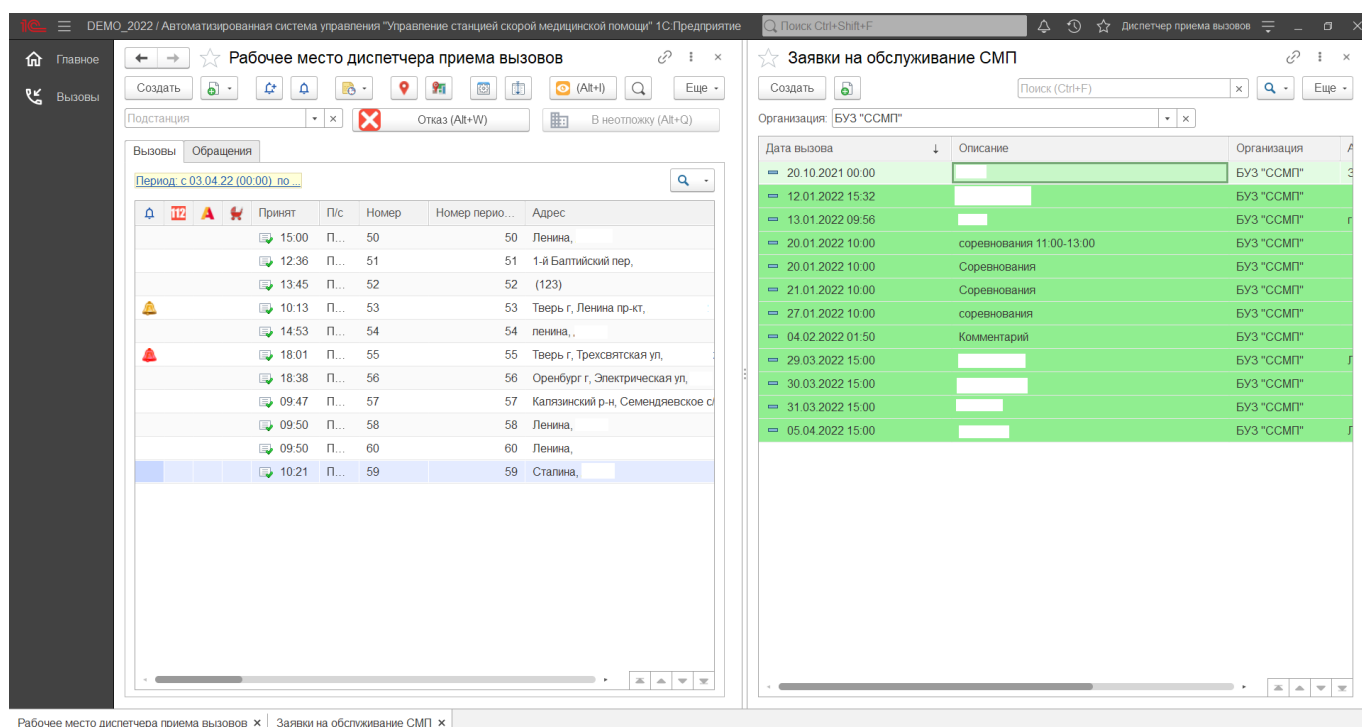 1С DEMO_2022 / Автоматизированная система управления "Управление станцией скорой медицинской помощи" 1С:Предприятие Поиск Ctrl+Shift+F Диспетчер приема вызовов
Главное
Вызовы
Рабочее место диспетчера приема вызовов
Создать (Alt+I) Еще
Подстанция Отказ (Alt+W) В неотложку (Alt+Q)
Вызовы Обращения
Период: с 03.04.22 (00:00) по ...
112 А Принят П/с Номер Номер перио... Адрес
15:00 П... 50 50 Ленина,
12:36 П... 51 51 1-й Балтийский пер,
13:45 П... 52 52 (123)
10:13 П... 53 53 Тверь г, Ленина пр-кт,
14:53 П... 54 54 ленина, ,
18:01 П... 55 55 Тверь г, Трехсвятская ул,
18:38 П... 56 56 Оренбург г, Электрическая ул,
09:47 П... 57 57 Калязинский р-н, Семендяевское с/
09:50 П... 58 58 Ленина,
09:50 П... 60 60 Ленина,
10:21 П... 59 59 Сталина,
Заявки на обслуживание СМП
Создать Поиск (Ctrl+F) Еще
Организация: БУЗ "ССМП"
Дата вызова ↓ Описание Организация
20.10.2021 00:00 БУЗ "ССМП"
12.01.2022 15:32 БУЗ "ССМП"
13.01.2022 09:56 БУЗ "ССМП"
20.01.2022 10:00 соревнования 11:00-13:00 БУЗ "ССМП"
20.01.2022 10:00 Соревнования БУЗ "ССМП"
21.01.2022 10:00 Соревнования БУЗ "ССМП"
27.01.2022 10:00 соревнования БУЗ "ССМП"
04.02.2022 01:50 Комментарий БУЗ "ССМП"
29.03.2022 15:00 БУЗ "ССМП"
30.03.2022 15:00 БУЗ "ССМП"
31.03.2022 15:00 БУЗ "ССМП"
05.04.2022 15:00 БУЗ "ССМП"
Рабочее место диспетчера приема вызовов × Заявки на обслуживание СМП ×